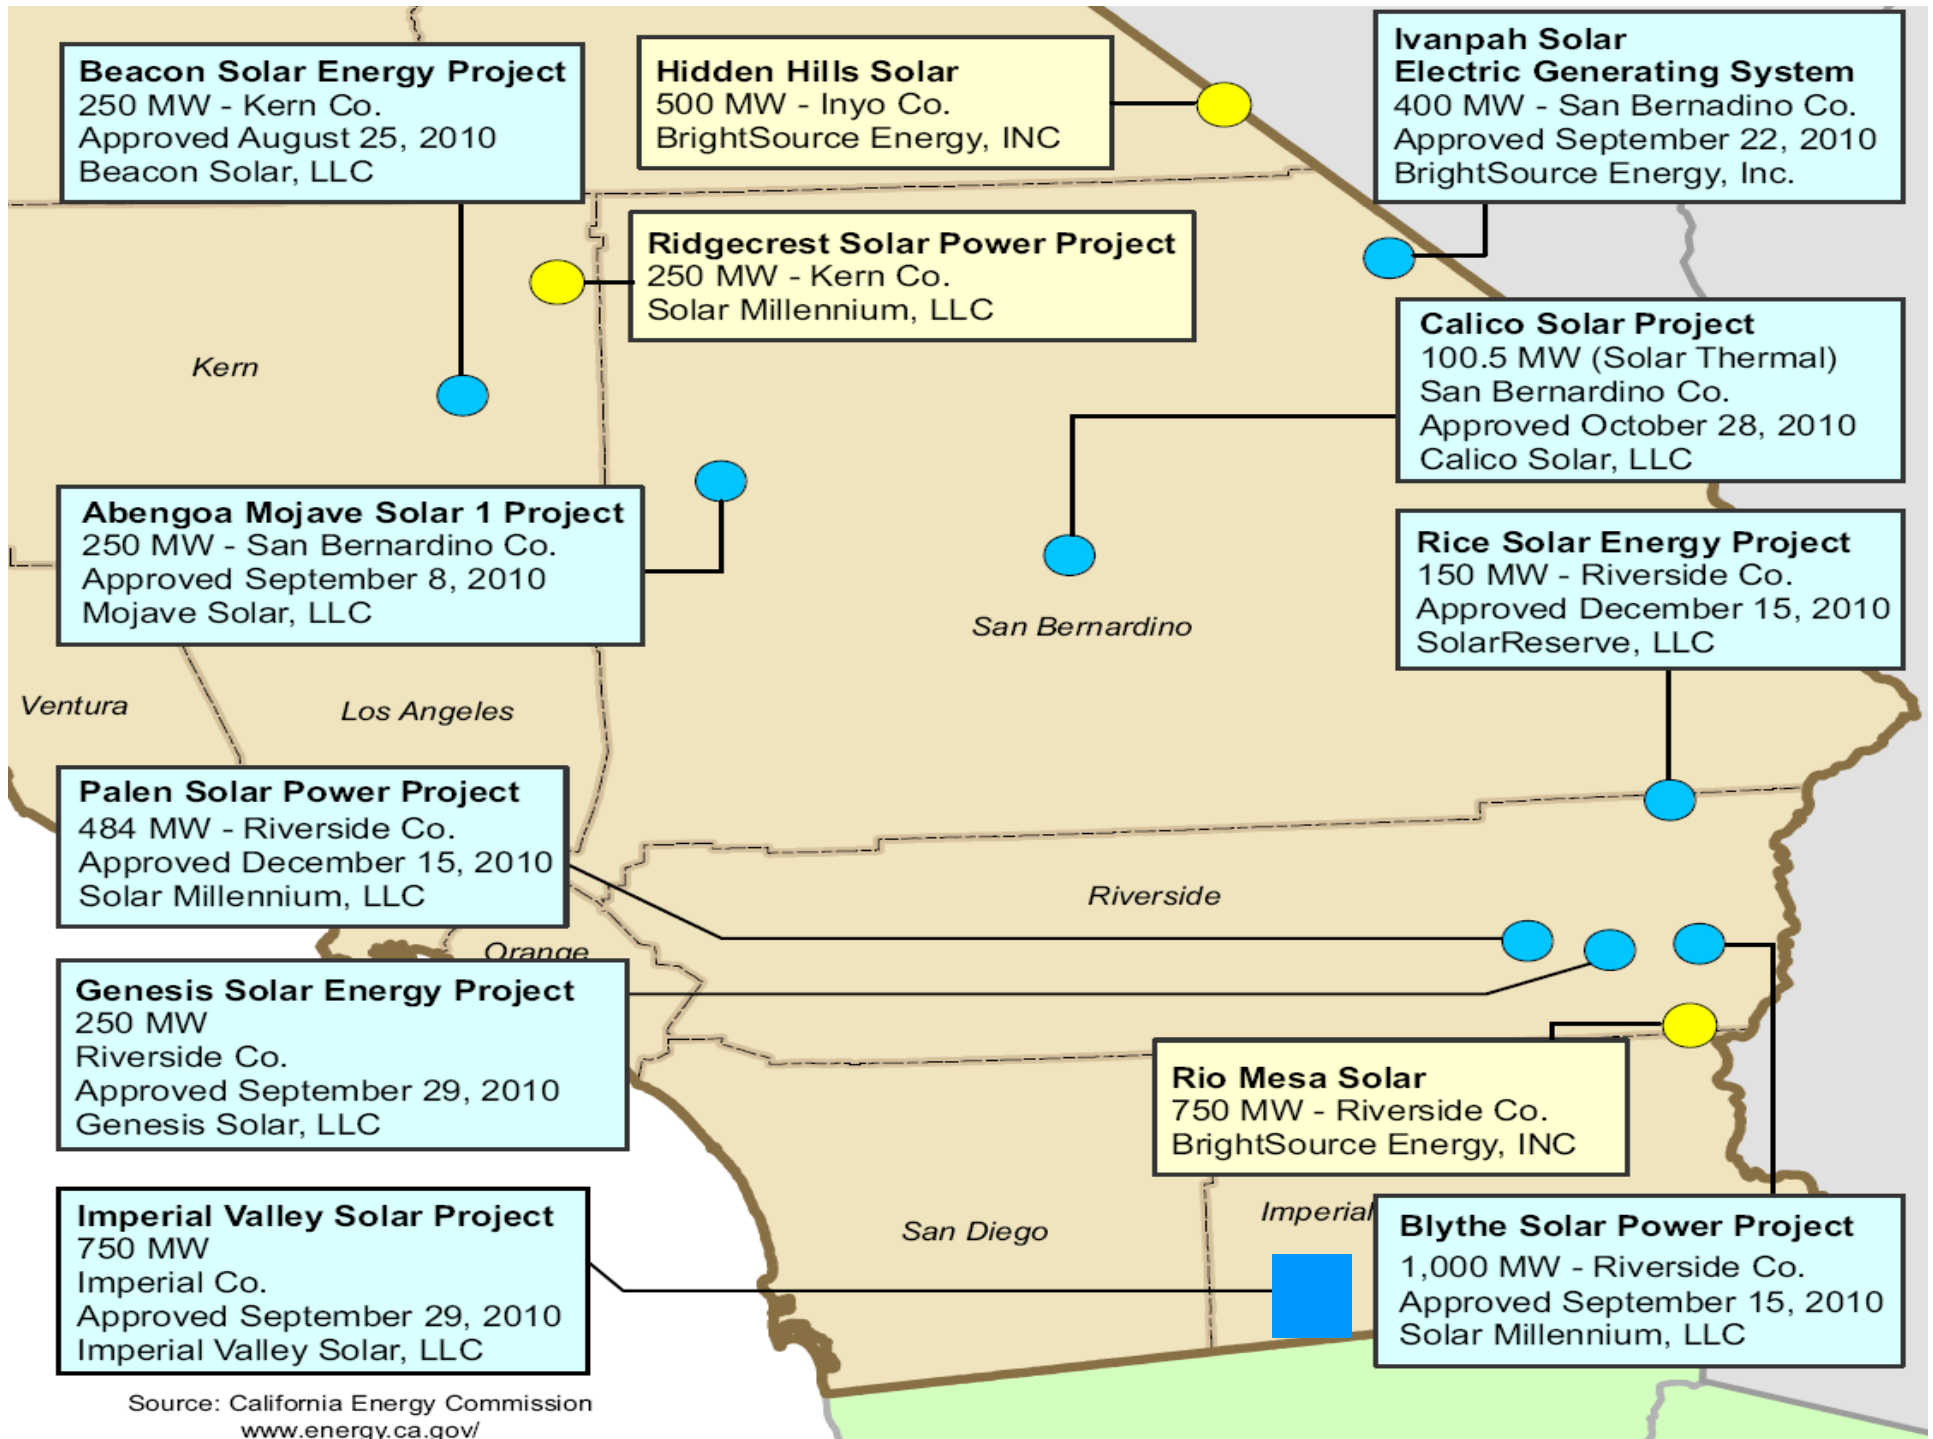 Beacon Solar Energy Project
250 MW - Kern Co.
Approved August 25, 2010
Beacon Solar, LLC
Hidden Hills Solar
500 MW - Inyo Co.
BrightSource Energy, INC
Ivanpah Solar
Electric Generating System
400 MW - San Bernadino Co.
Approved September 22, 2010
BrightSource Energy, Inc.
Ridgecrest Solar Power Project
250 MW - Kern Co.
Solar Millennium, LLC
Kern
Calico Solar Project
100.5 MW (Solar Thermal)
San Bernardino Co.
Approved October 28, 2010
Calico Solar, LLC
Abengoa Mojave Solar 1 Project
250 MW - San Bernardino Co.
Approved September 8, 2010
Mojave Solar, LLC
Rice Solar Energy Project
150 MW - Riverside Co.
Approved December 15, 2010
SolarReserve, LLC
San Bernardino
Ventura
Los Angeles
Palen Solar Power Project
484 MW - Riverside Co.
Approved December 15, 2010
Solar Millennium, LLC
Riverside
Orange
Genesis Solar Energy Project
250 MW
Riverside Co.
Approved September 29, 2010
Genesis Solar, LLC
Rio Mesa Solar
750 MW - Riverside Co.
BrightSource Energy, INC
Imperial Valley Solar Project
750 MW
Imperial Co.
Approved September 29, 2010
Imperial Valley Solar, LLC
San Diego
Imperial
Blythe Solar Power Project
1,000 MW - Riverside Co.
Approved September 15, 2010
Solar Millennium, LLC
Source: California Energy Commission
www.energy.ca.gov/